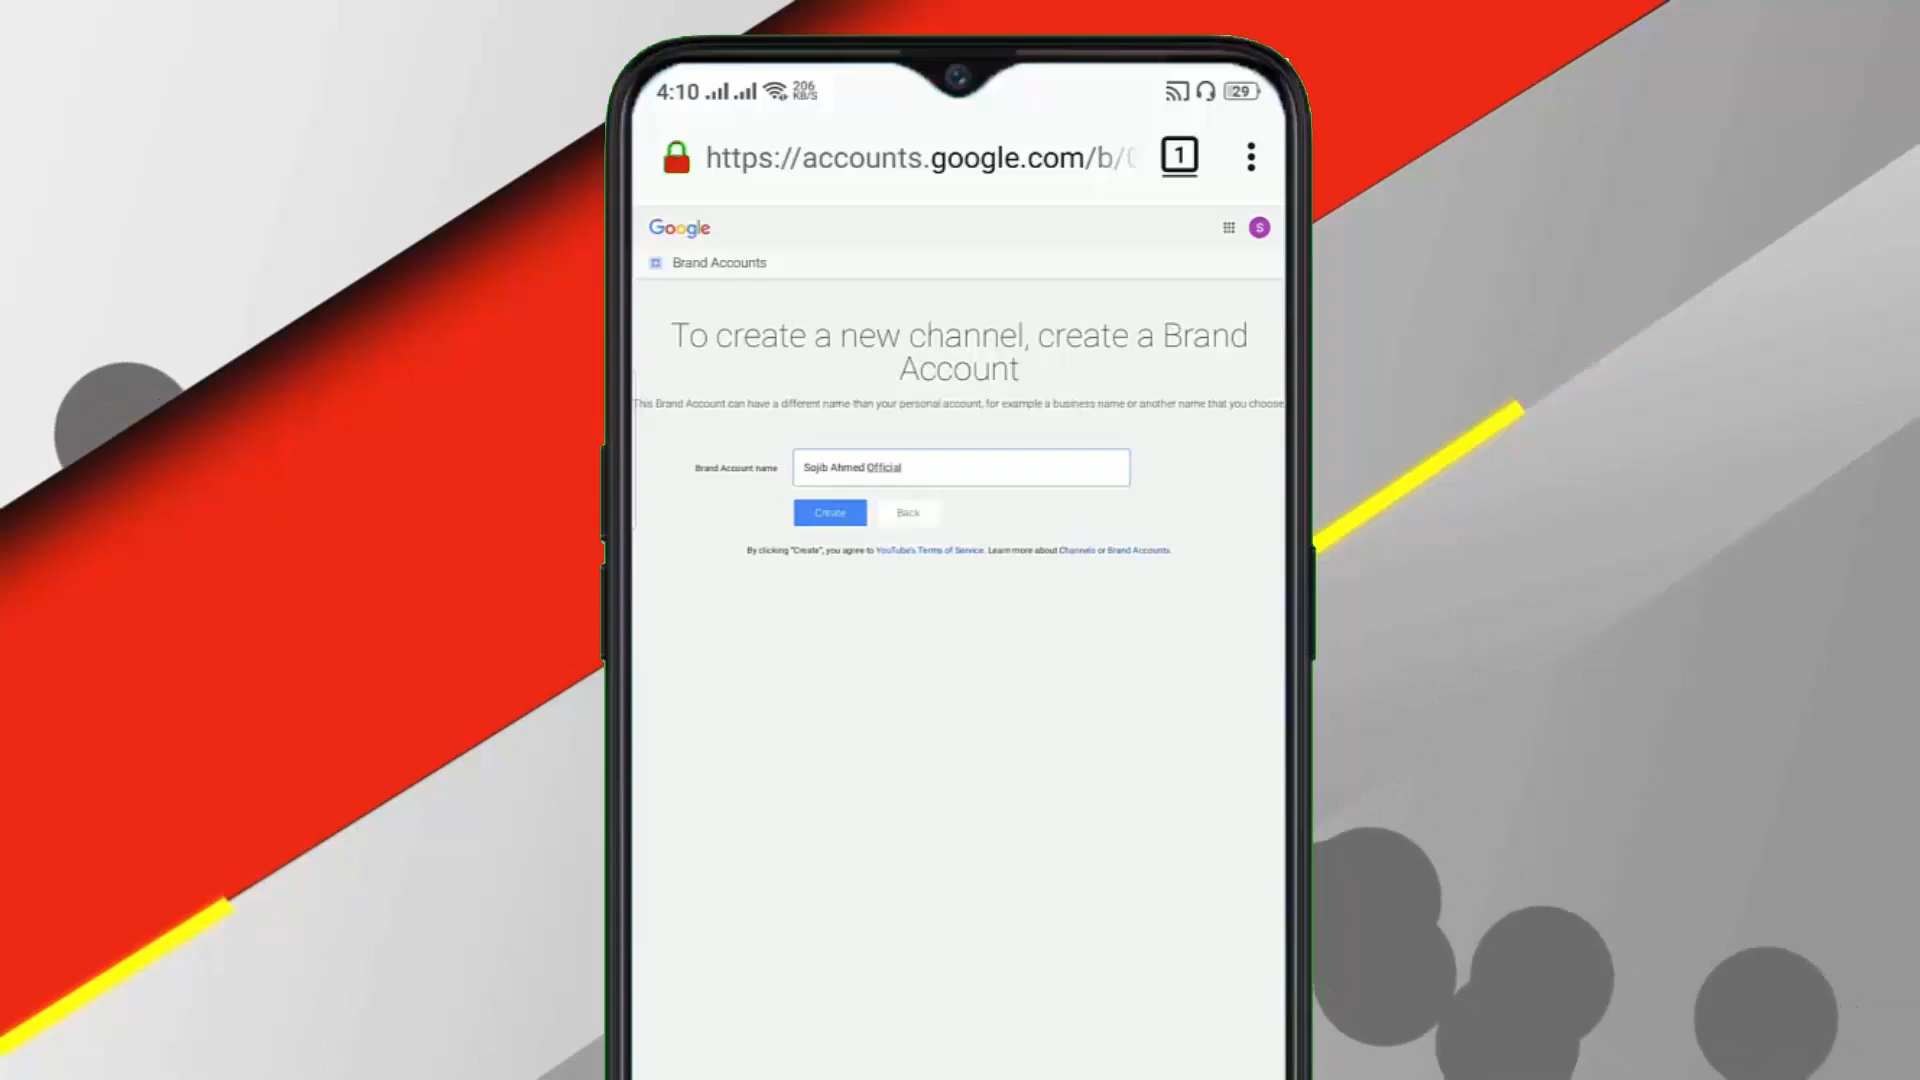 4:10 206 KB/S 29
https://accounts.google.com/b/ 1
Google S
Brand Accounts
To create a new channel, create a Brand
Account
This Brand Account can have a different name than your personal account, for example a business name or another name that you choose.
Brand Account name Sojib Ahmed Official
Create Back
By clicking "Create", you agree to YouTube's Terms of Service. Learn more about Channels or Brand Accounts.